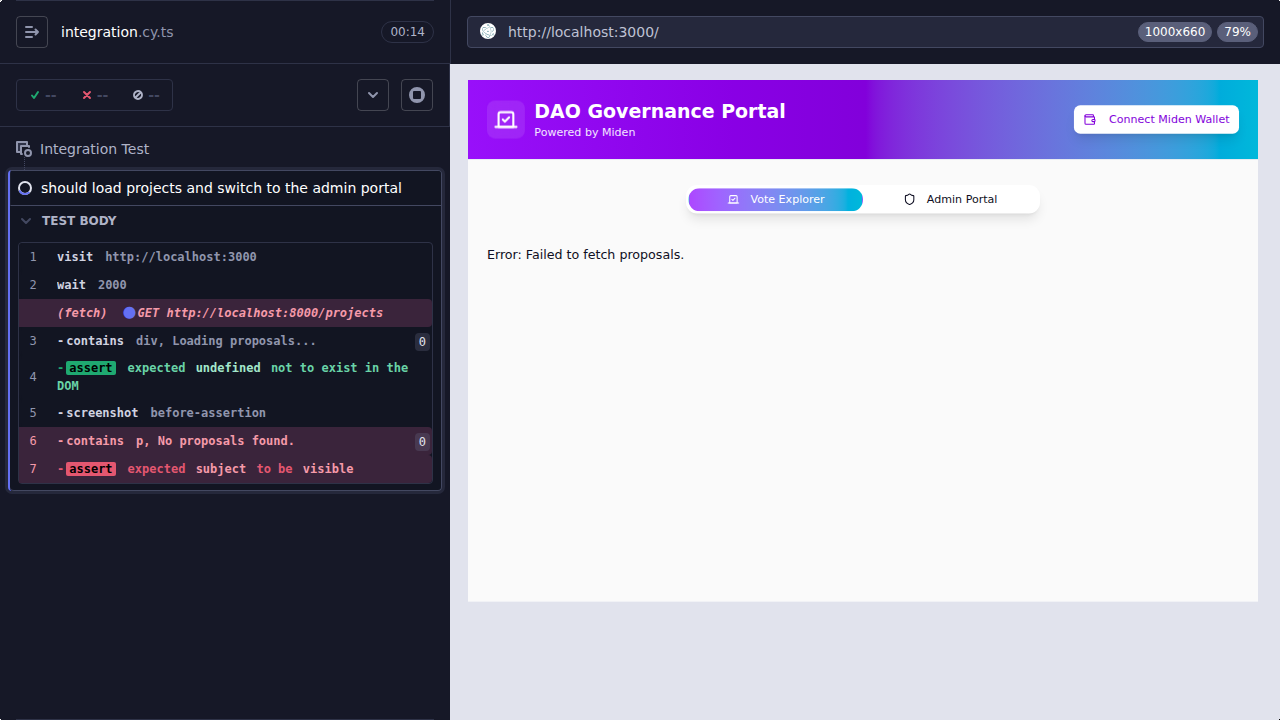 integration.cy.ts
00:14
-- -- --
Integration Test
should load projects and switch to the admin portal
TEST BODY
1 visit http://localhost:3000
2 wait 2000
(fetch) GET http://localhost:8000/projects
3 -contains div, Loading proposals... 0
4 -assert expected undefined not to exist in the
DOM
5 -screenshot before-assertion
6 -contains p, No proposals found. 0
7 -assert expected subject to be visible
http://localhost:3000/
1000x660 79%
DAO Governance Portal
Powered by Miden
Connect Miden Wallet
Vote Explorer
Admin Portal
Error: Failed to fetch proposals.